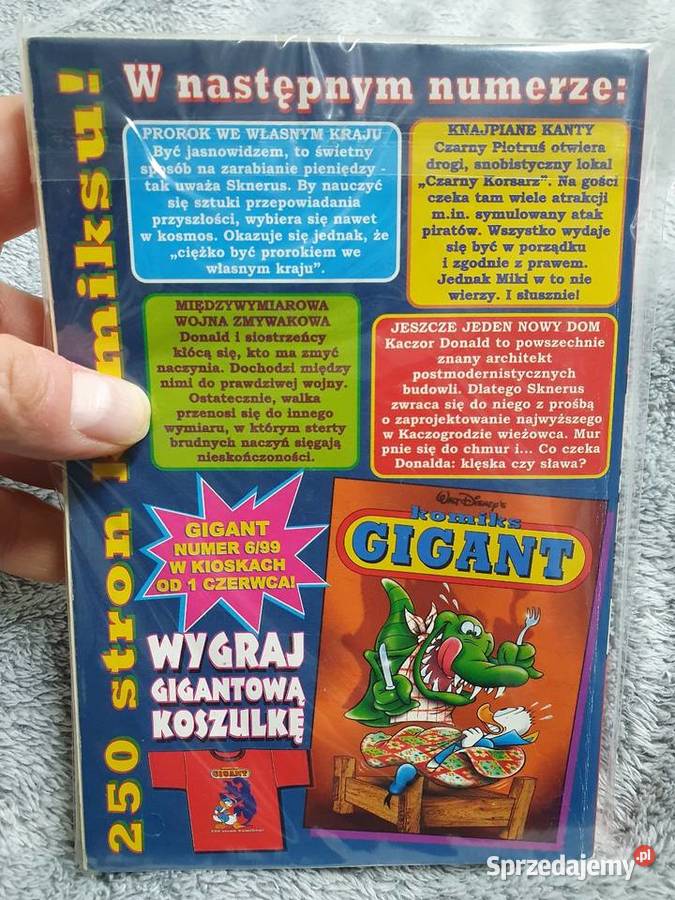 W następnym numerze:
250 stron komiksu!
PROROK WE WŁASNYM KRAJU
Być jasnowidzem, to świetny
sposób na zarabianie pieniędzy -
tak uważa Sknerus. By nauczyć
się sztuki przepowiadania
przyszłości, wybiera się nawet
w kosmos. Okazuje się jednak, że
„ciężko być prorokiem we
własnym kraju”.
KNAJPIANE KANTY
Czarny Piotruś otwiera
drogi, snobistyczny lokal
„Czarny Korsarz”. Na gości
czeka tam wiele atrakcji
m.in. symulowany atak
piratów. Wszystko wydaje
się być w porządku
i zgodnie z prawem.
Jednak Miki w to nie
wierzy. I słusznie!
MIĘDZYWYMIAROWA
WOJNA ZMYWAKOWA
Donald i siostrzeńcy
kłócą się, kto ma zmyć
naczynia. Dochodzi między
nimi do prawdziwej wojny.
Ostatecznie, walka
przenosi się do innego
wymiaru, w którym sterty
brudnych naczyń sięgają
nieskończoności.
JESZCZE JEDEN NOWY DOM
Kaczor Donald to powszechnie
znany architekt
postmodernistycznych
budowli. Dlatego Sknerus
zwraca się do niego z prośbą
o zaprojektowanie najwyższego
w Kaczogrodzie wieżowca. Mur
pnie się do chmur i... Co czeka
Donalda: klęska czy sława?
GIGANT
NUMER 6/99
W KIOSKACH
OD 1 CZERWCA!
WYGRAJ
GIGANTOWĄ
KOSZULKĘ
GIGANT
Walt Disney's
komiks
GIGANT
Sprzedajemy.pl